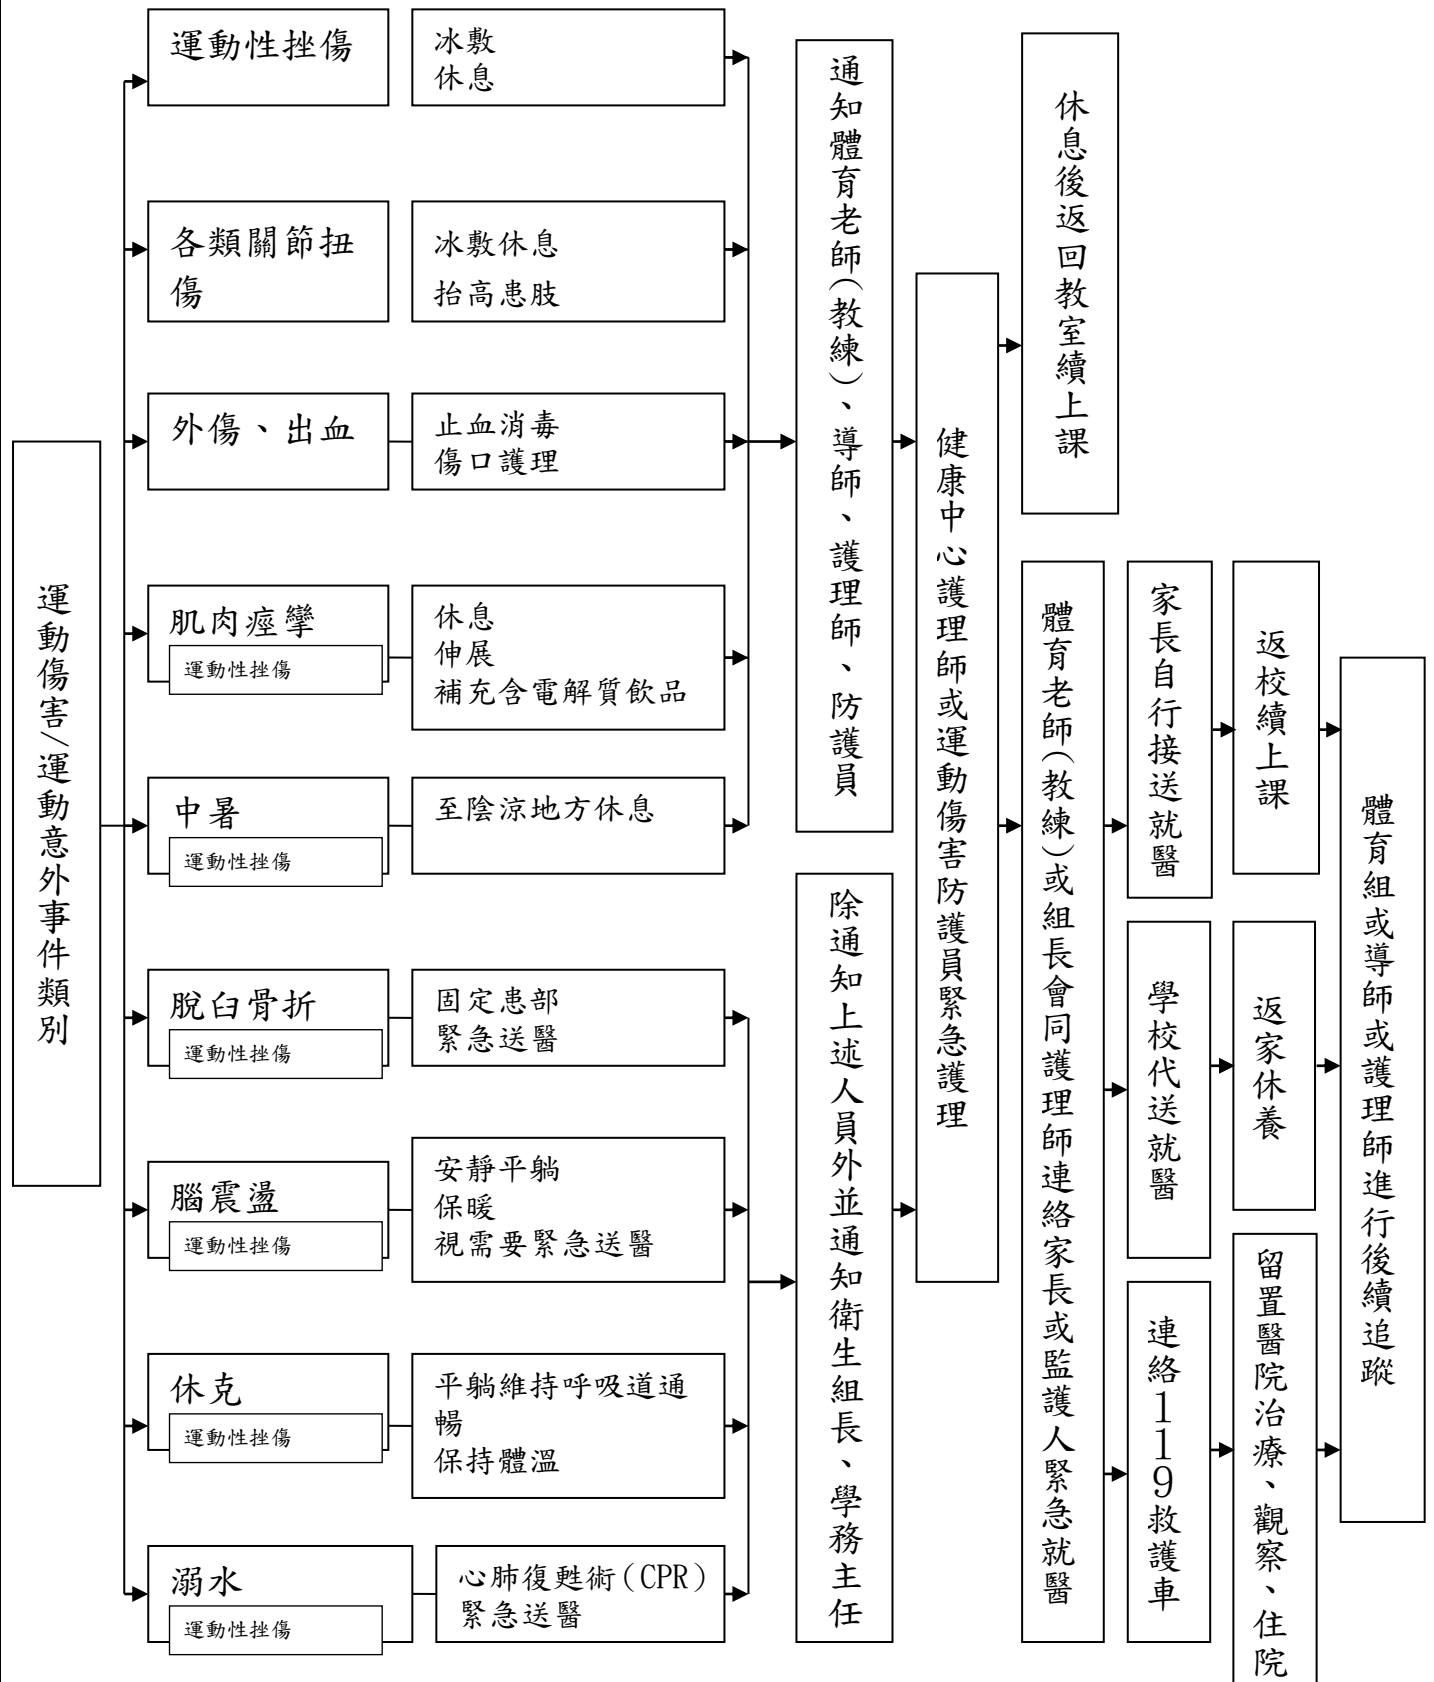 運動傷害/運動意外事件類別
運動性挫傷
冰敷
休息
各類關節扭
傷
冰敷休息
抬高患肢
外傷、出血
止血消毒
傷口護理
肌肉痙攣
運動性挫傷
休息
伸展
補充含電解質飲品
中暑
運動性挫傷
至陰涼地方休息
脫臼骨折
運動性挫傷
固定患部
緊急送醫
腦震盪
運動性挫傷
安靜平躺
保暖
視需要緊急送醫
休克
運動性挫傷
平躺維持呼吸道通
暢
保持體溫
溺水
運動性挫傷
心肺復甦術(CPR)
緊急送醫
通知體育老師(教練)、導師、護理師、防護員
除通知上述人員外並通知衛生組長、學務主任
健康中心護理師或運動傷害防護員緊急護理
休息後返回教室續上課
體育老師(教練)或組長會同護理師連絡家長或監護人緊急就醫
家長自行接送就醫
學校代送就醫
連絡119救護車
返校續上課
返家休養
留置醫院治療、觀察、住院
體育組或導師或護理師進行後續追蹤